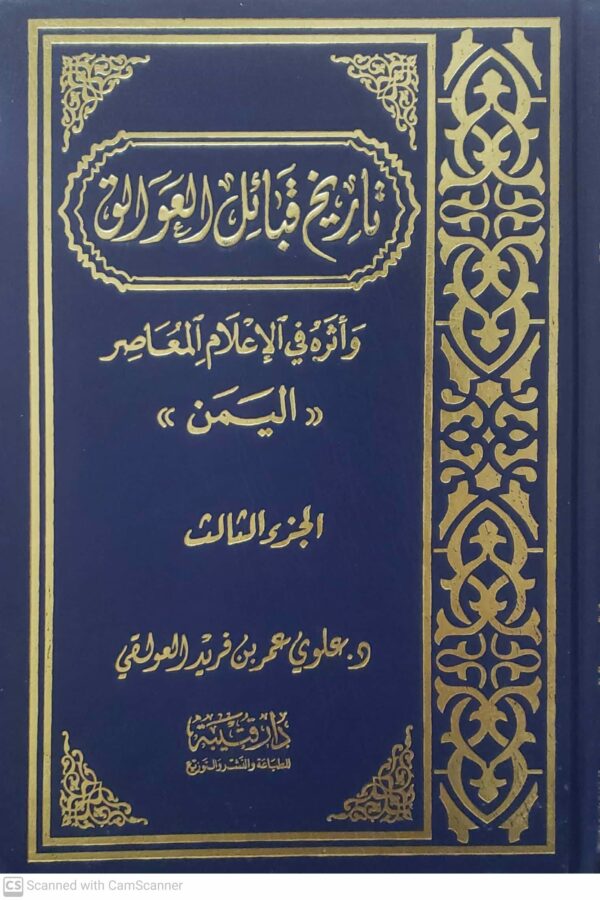 تاريخ قبائل العوالق
وأثره في الإعلام المعاصر
« اليمن »
الجزء الثالث
د. علوي عمر بن فريد العولقي
دار قتيبة
للطباعة والنشر والتوزيع
CS Scanned with CamScanner